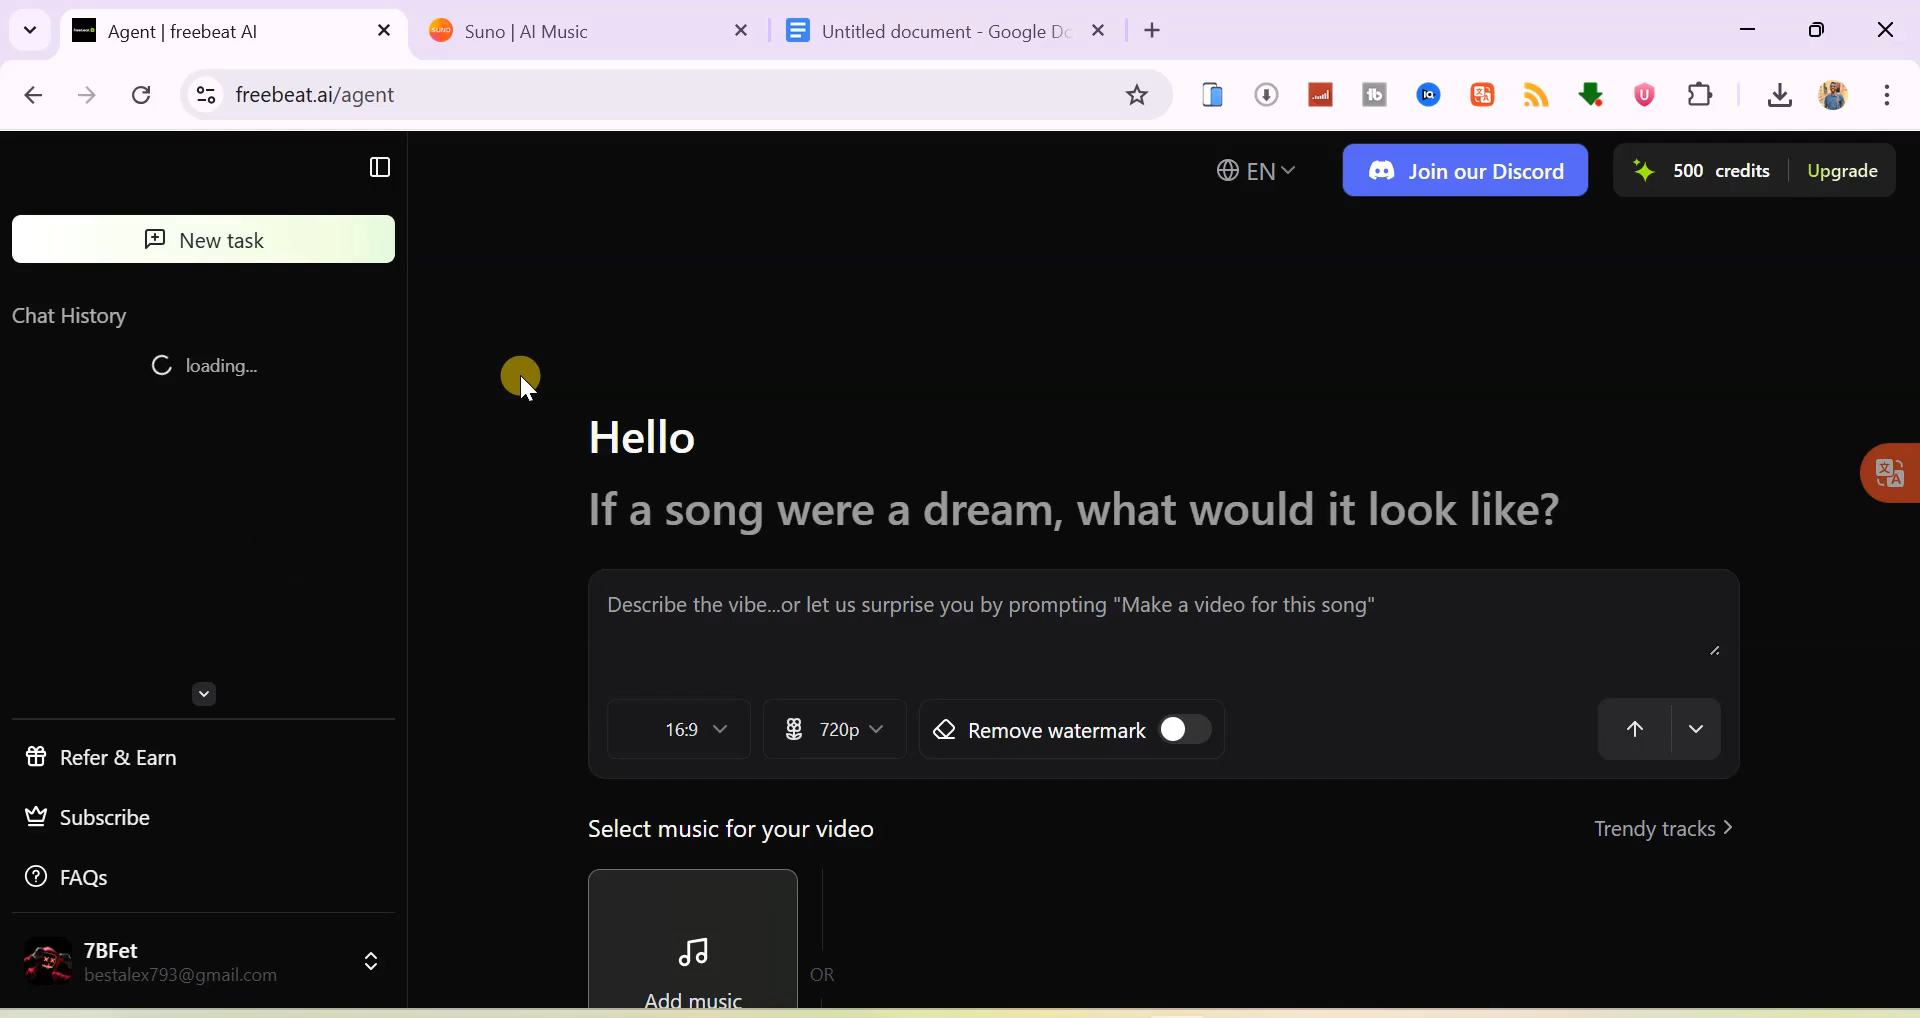 Agent | freebeat AI
Suno | AI Music
Untitled document - Google Do
freebeat.ai/agent
EN
Join our Discord
500 credits
Upgrade
New task
Chat History
loading...
Hello
If a song were a dream, what would it look like?
Describe the vibe...or let us surprise you by prompting "Make a video for this song"
16:9
720p
Remove watermark
Refer & Earn
Subscribe
FAQs
Select music for your video
Trendy tracks
7BFet
bestalex793@gmail.com
OR
Add music